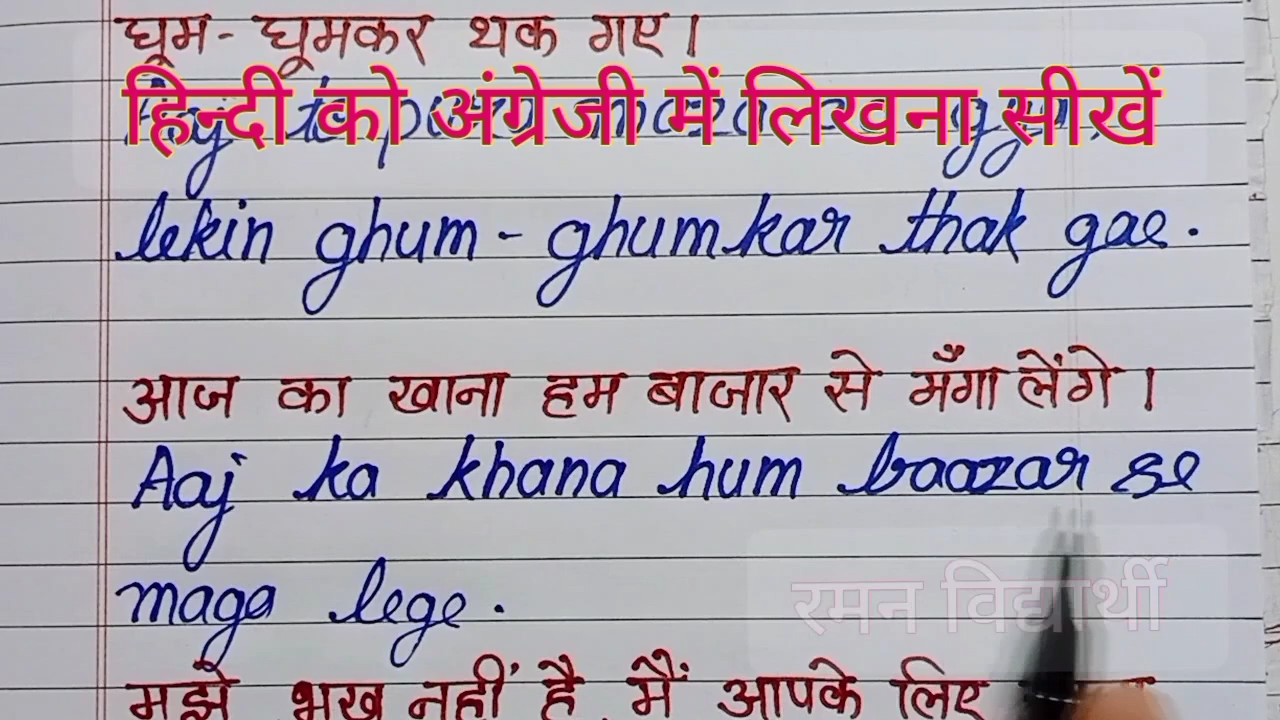 घूम- घूमकर थक गए।
हिन्दी को अंग्रेजी में लिखना सीखें
lekin ghum - ghumkar thak gae.
आज का खाना हम बाजार से मँगा लेंगे।
Aaj ka khana hum baazar se
maga lege.
रमन विद्यार्थी
मुझे भूख नहीं है, मैं आपके लिए